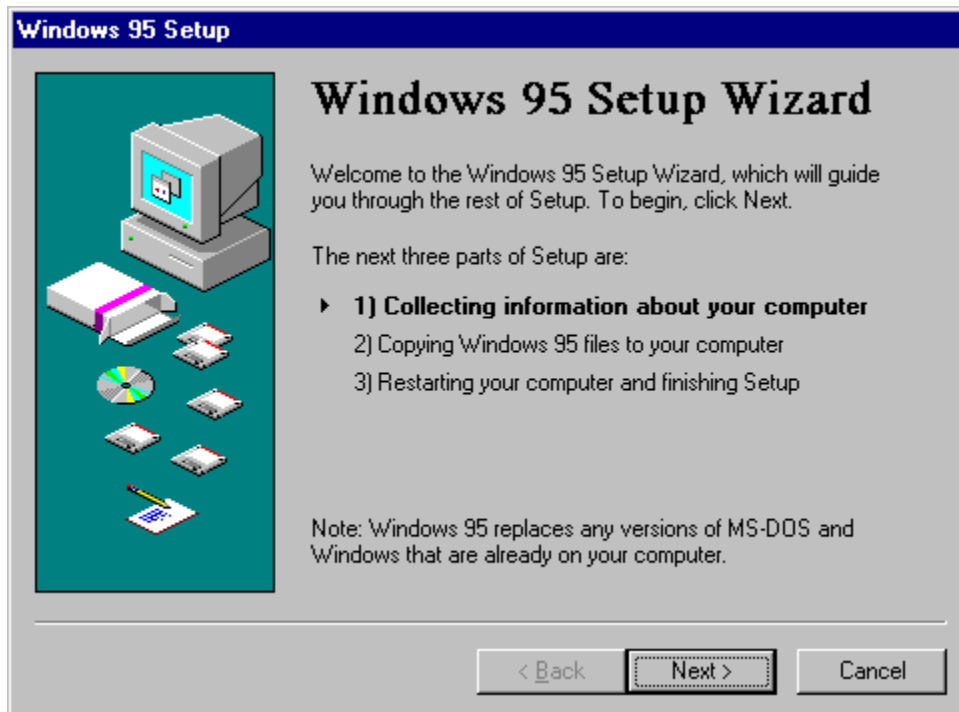 Windows 95 Setup
Windows 95 Setup Wizard
Welcome to the Windows 95 Setup Wizard, which will guide
you through the rest of Setup. To begin, click Next.
The next three parts of Setup are:
1) Collecting information about your computer
2) Copying Windows 95 files to your computer
3) Restarting your computer and finishing Setup
Note: Windows 95 replaces any versions of MS-DOS and
Windows that are already on your computer.
< Back Next > Cancel